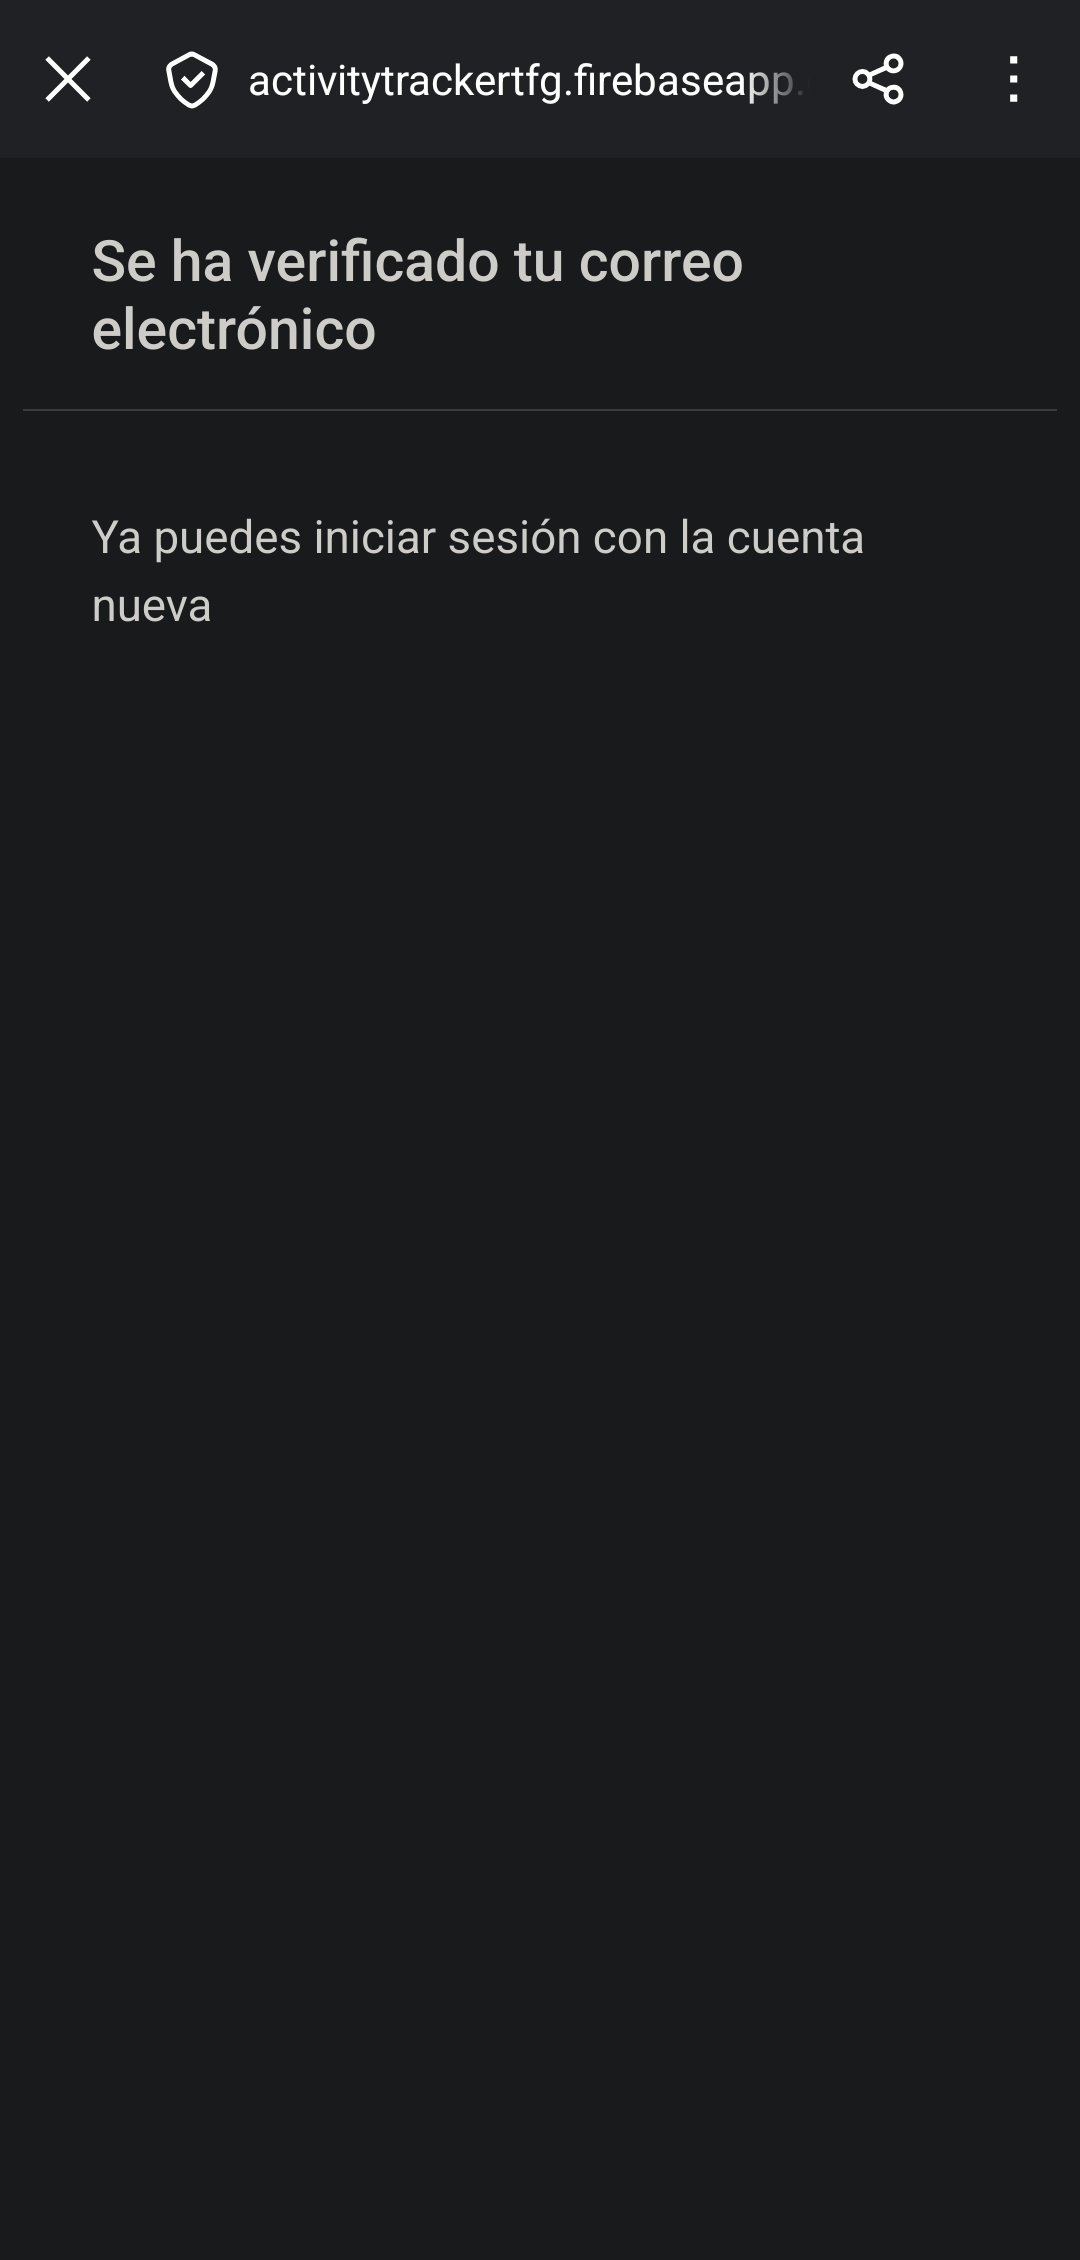 activitytrackertfg.firebaseapp.
Se ha verificado tu correo
electrónico
Ya puedes iniciar sesión con la cuenta
nueva